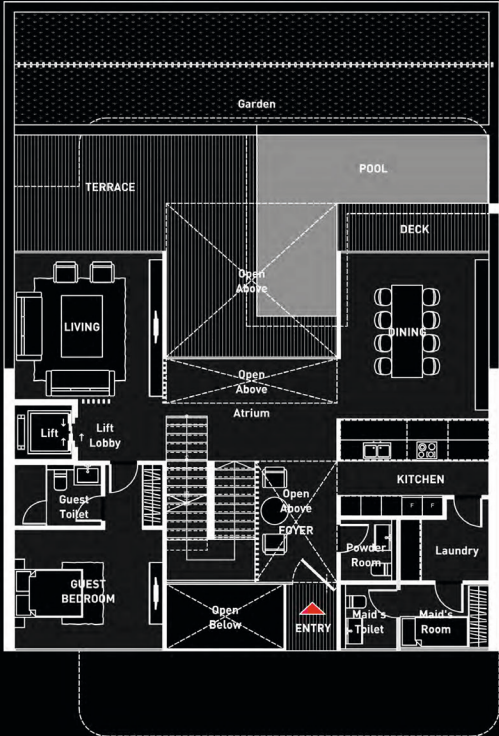 Garden
POOL
TERRACE
DECK
Open
Above
LIVING
DINING
Open
Above
Atrium
Lift
Lift
Lobby
KITCHEN
Guest
Toilet
Open
Above
FOYER
F F
Powder
Room
Laundry
GUEST
BEDROOM
Open
Below
ENTRY
Maid's
Toilet
Maid's
Room